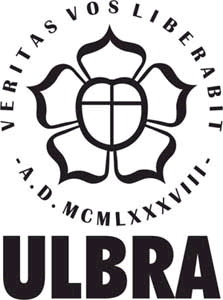 VERITAS VOS LIBERABIT
- A.D. MCMLXXXVIII -
ULBRA